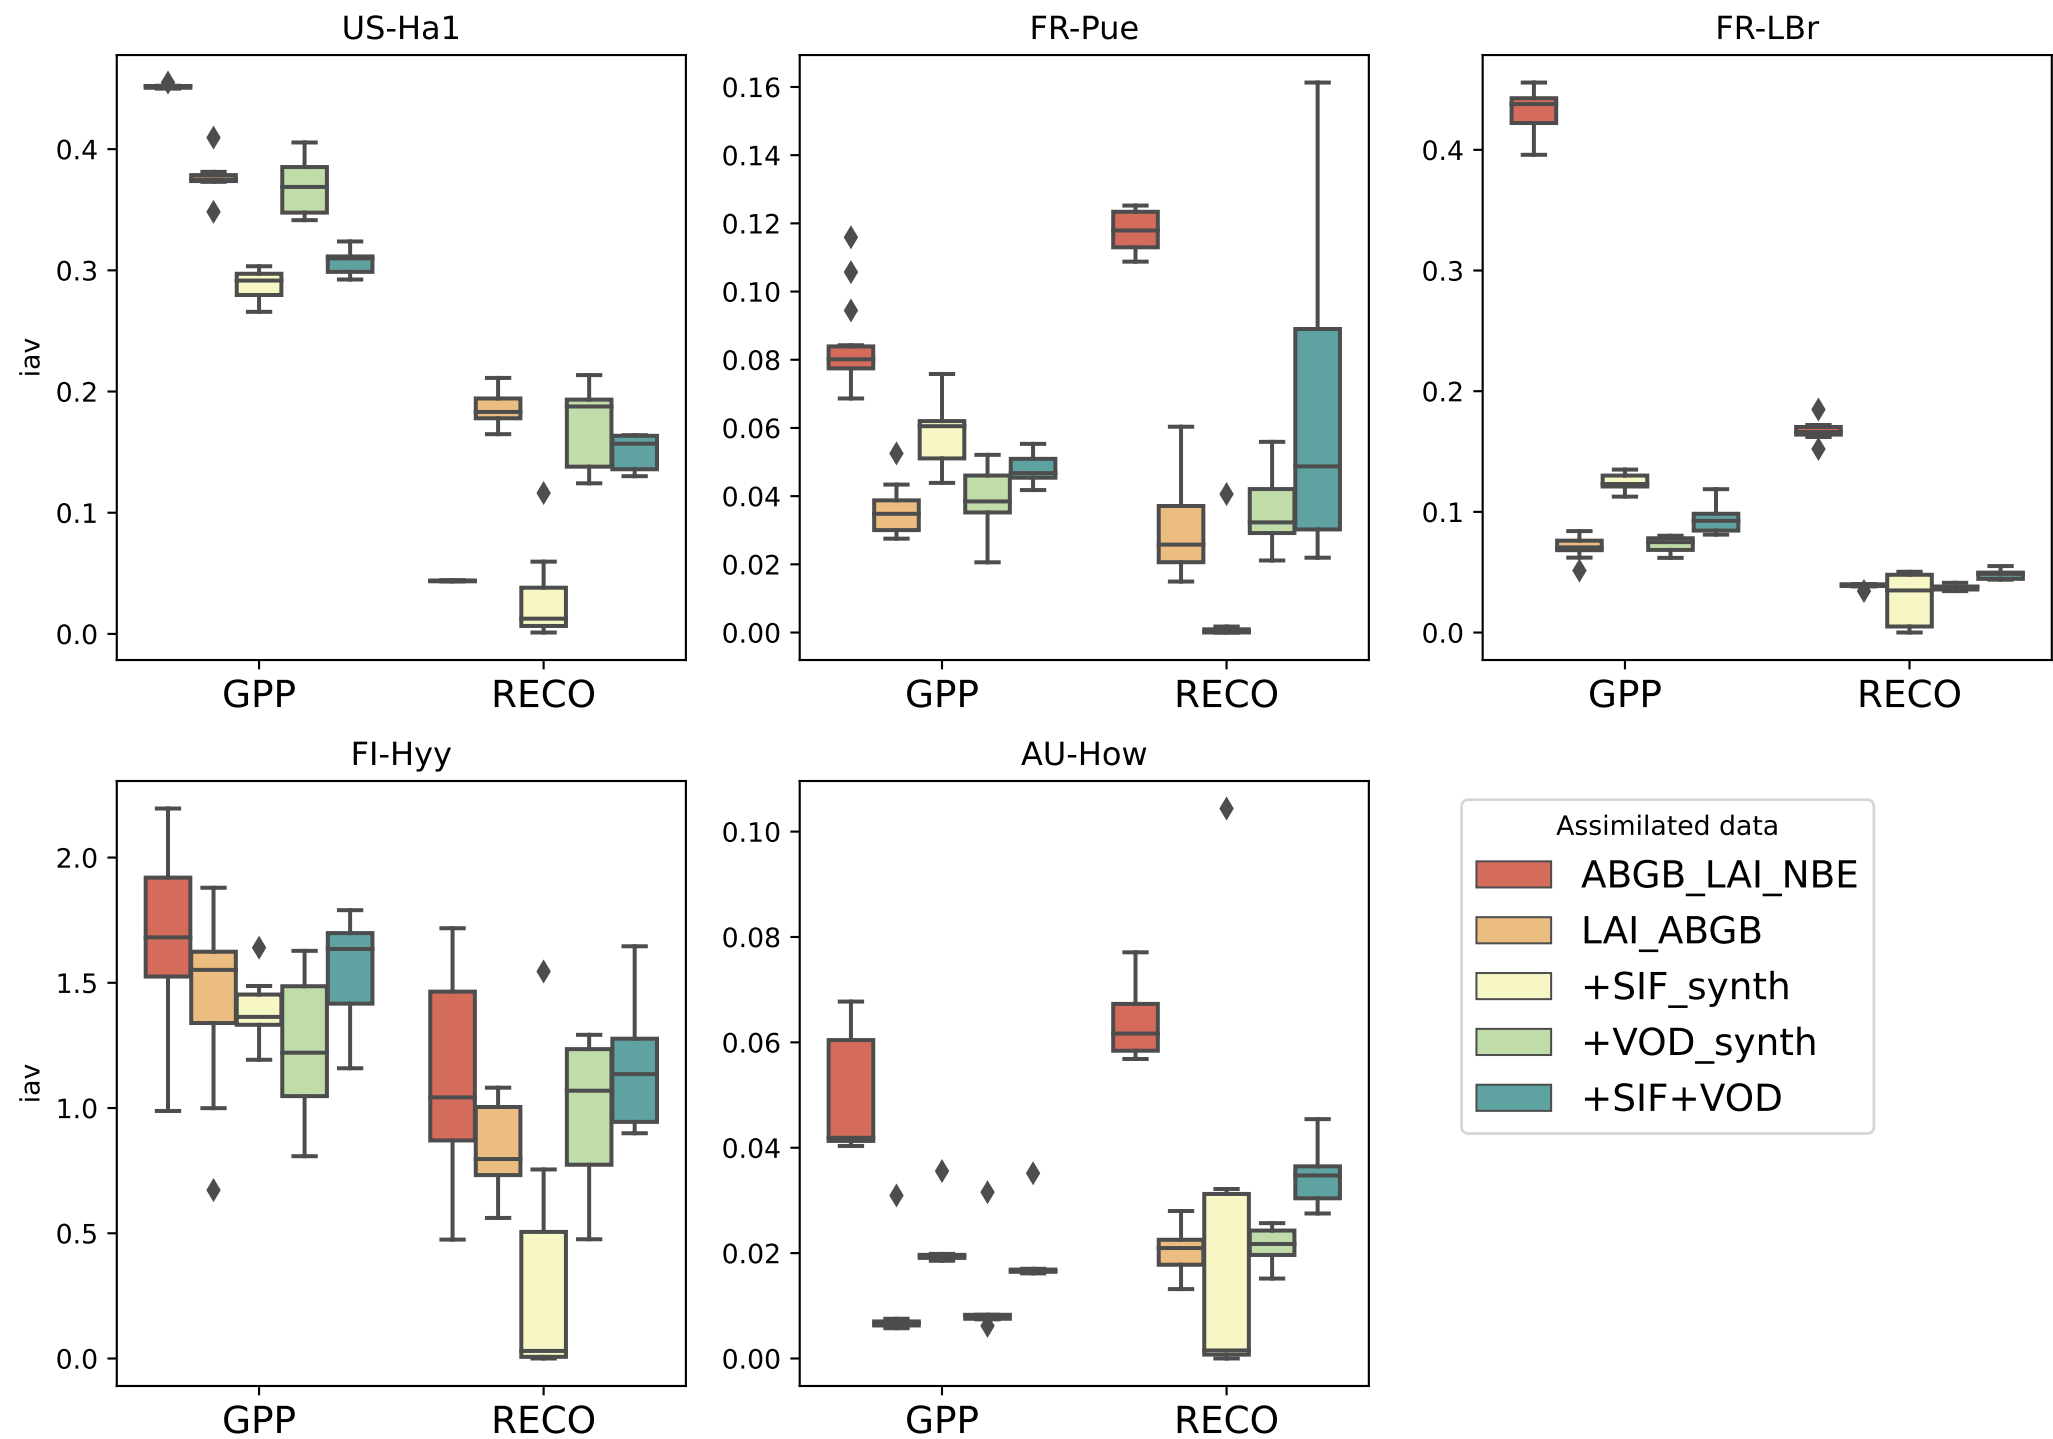 US-Ha1
FR-Pue
FR-LBr
0.4
0.3
0.2
0.1
0.0
iav
GPP
RECO
0.16
0.14
0.12
0.10
0.08
0.06
0.04
0.02
0.00
GPP
RECO
0.4
0.3
0.2
0.1
0.0
GPP
RECO
FI-Hyy
AU-How
2.0
1.5
1.0
0.5
0.0
iav
GPP
RECO
0.10
0.08
0.06
0.04
0.02
0.00
GPP
RECO
Assimilated data
ABGB_LAI_NBE
LAI_ABGB
+SIF_synth
+VOD_synth
+SIF+VOD